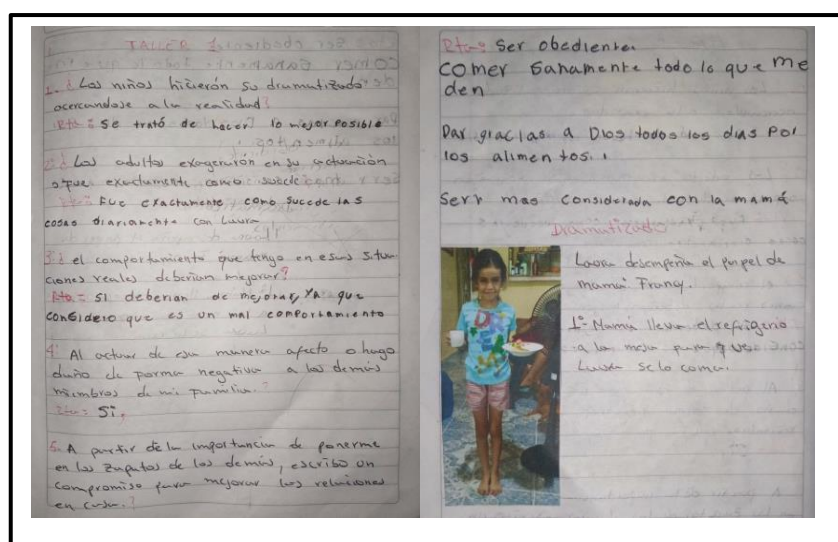 TALLER
1. ¿Los niños hicierón su dramatizado
acercandose a la realidad?
Rta = Se trató de hacer lo mejor Posible
2. ¿Los adultos exagerarón en su actuación
o fue exactamente como sucede
Rta = Fue exactamente como sucede las
cosas diariamente con Laura
3. ¿el comportamiento que tengo en esas situa
ciones reales deberian mejorar?
Rta = SI deberian de mejorar, YA que
considero que es un mal comportamiento
4. Al actuar de esa manera afecto o hago
daño de forma negativa a los demás
miembros de mi familia.?
Rta = Si.
5. A partir de la importancia de ponerme
en los zapatos de los demás, escribo un
compromiso para mejorar las relaciones
en casa.?
Rta = Ser obediente.
comer sanamente todo lo que me
den
Dar gracias a Dios todos los dias Por
los alimentos.
Serr mas considerada con la mamá
Dramatizado
Laura desempeña el papel de
mamá: Francy.
1º- Mamá lleva el refrigerio
a la mesa para que
Laura se lo coma.